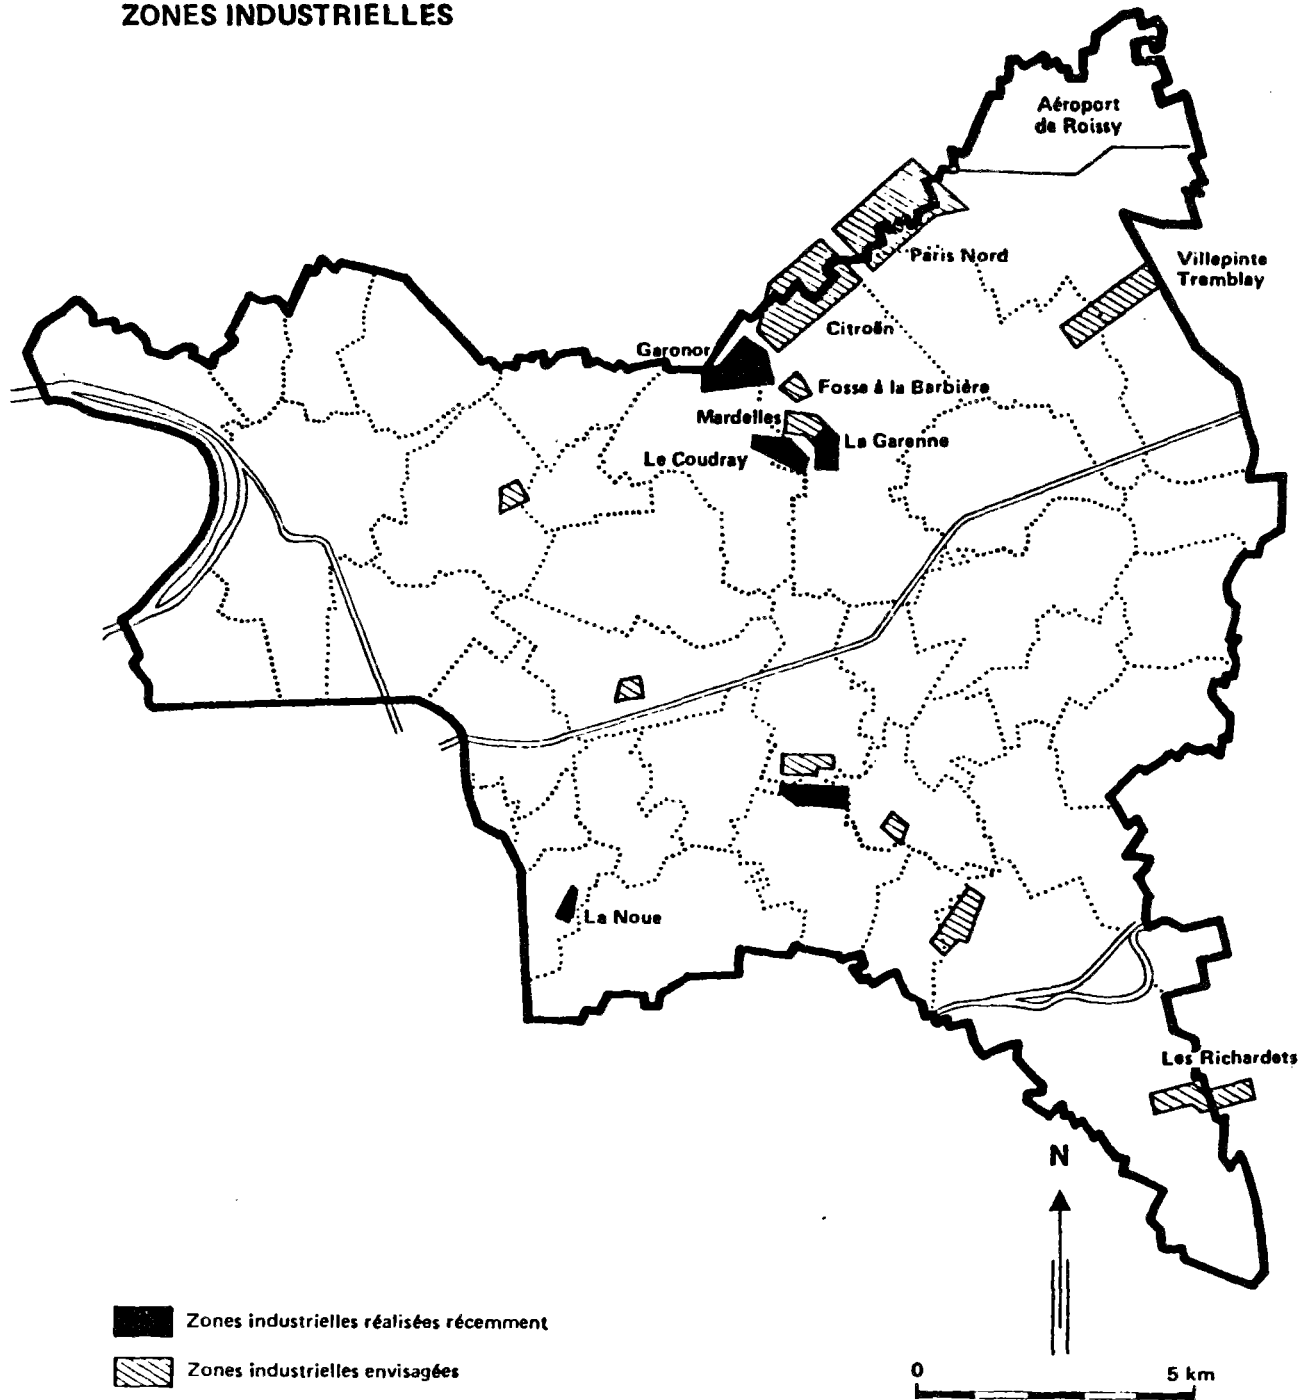 ZONES INDUSTRIELLES
Aéroport
de Roissy
Paris Nord
Villepinte
Tremblay
Citroën
Garonor
Fosse à la Barbière
Mardelles
La Garenne
Le Coudray
La Noue
Les Richardets
N
Zones industrielles réalisées récemment
Zones industrielles envisagées
0 5 km